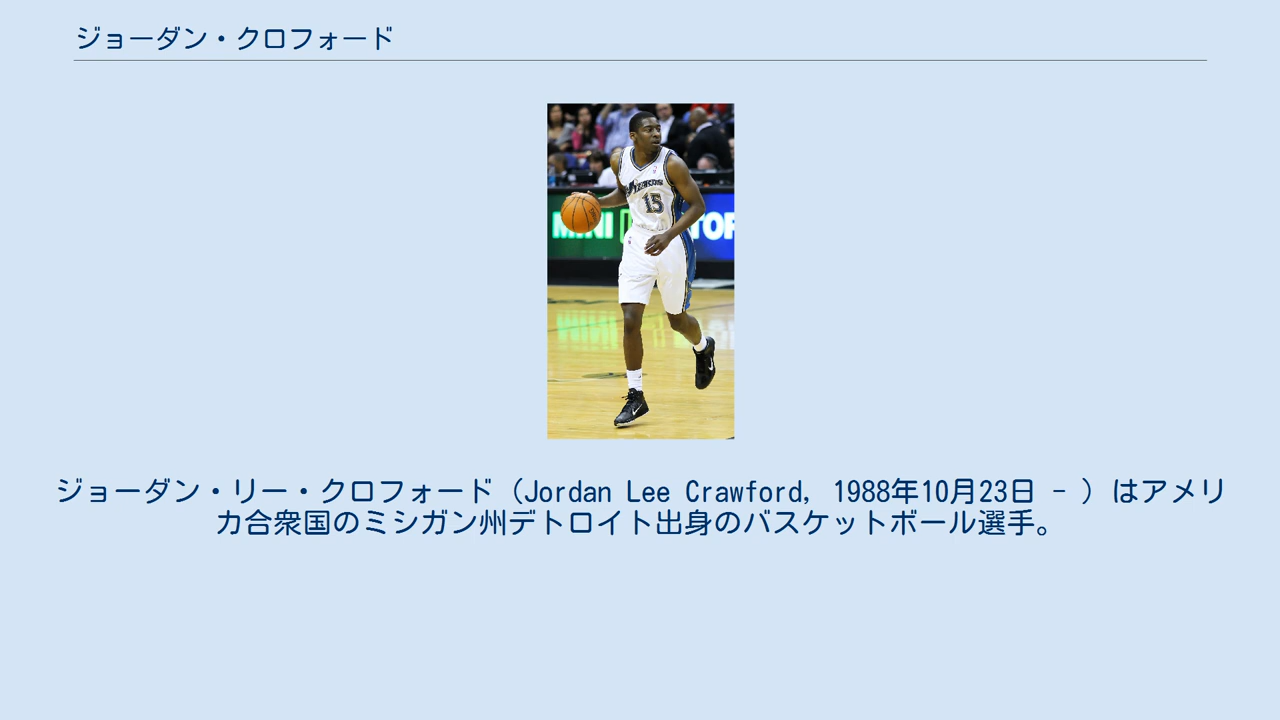 ジョーダン・クロフォード
15
MINI
TOR
ジョーダン・リー・クロフォード（Jordan Lee Crawford, 1988年10月23日 - ）はアメリ
カ合衆国のミシガン州デトロイト出身のバスケットボール選手。